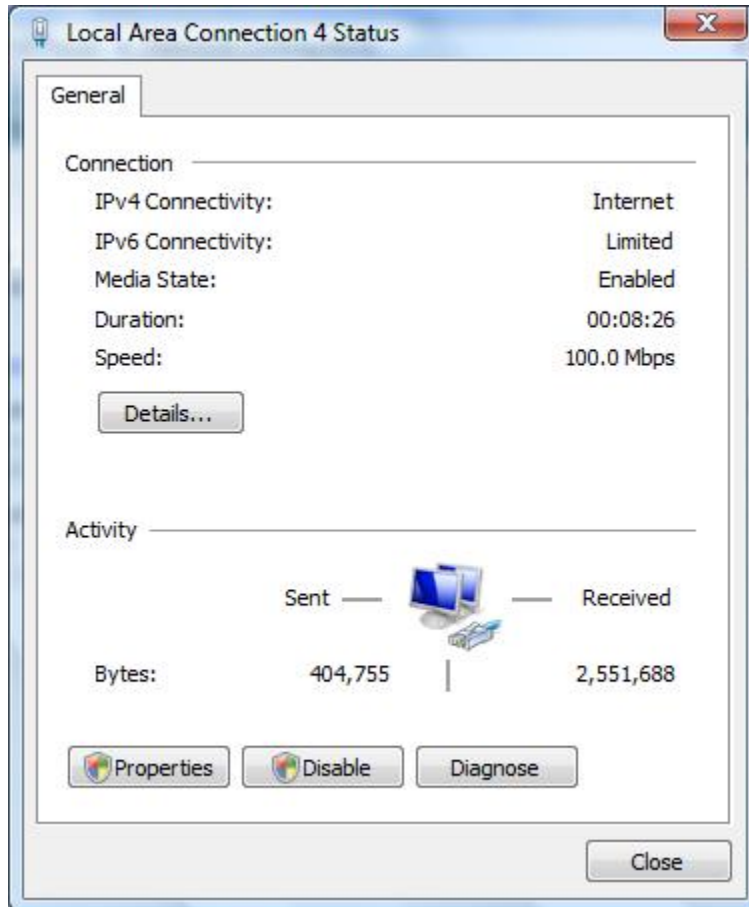 Local Area Connection 4 Status
General
Connection
IPv4 Connectivity: Internet
IPv6 Connectivity: Limited
Media State: Enabled
Duration: 00:08:26
Speed: 100.0 Mbps
Details...
Activity
Sent Received
Bytes: 404,755 2,551,688
Properties Disable Diagnose
Close